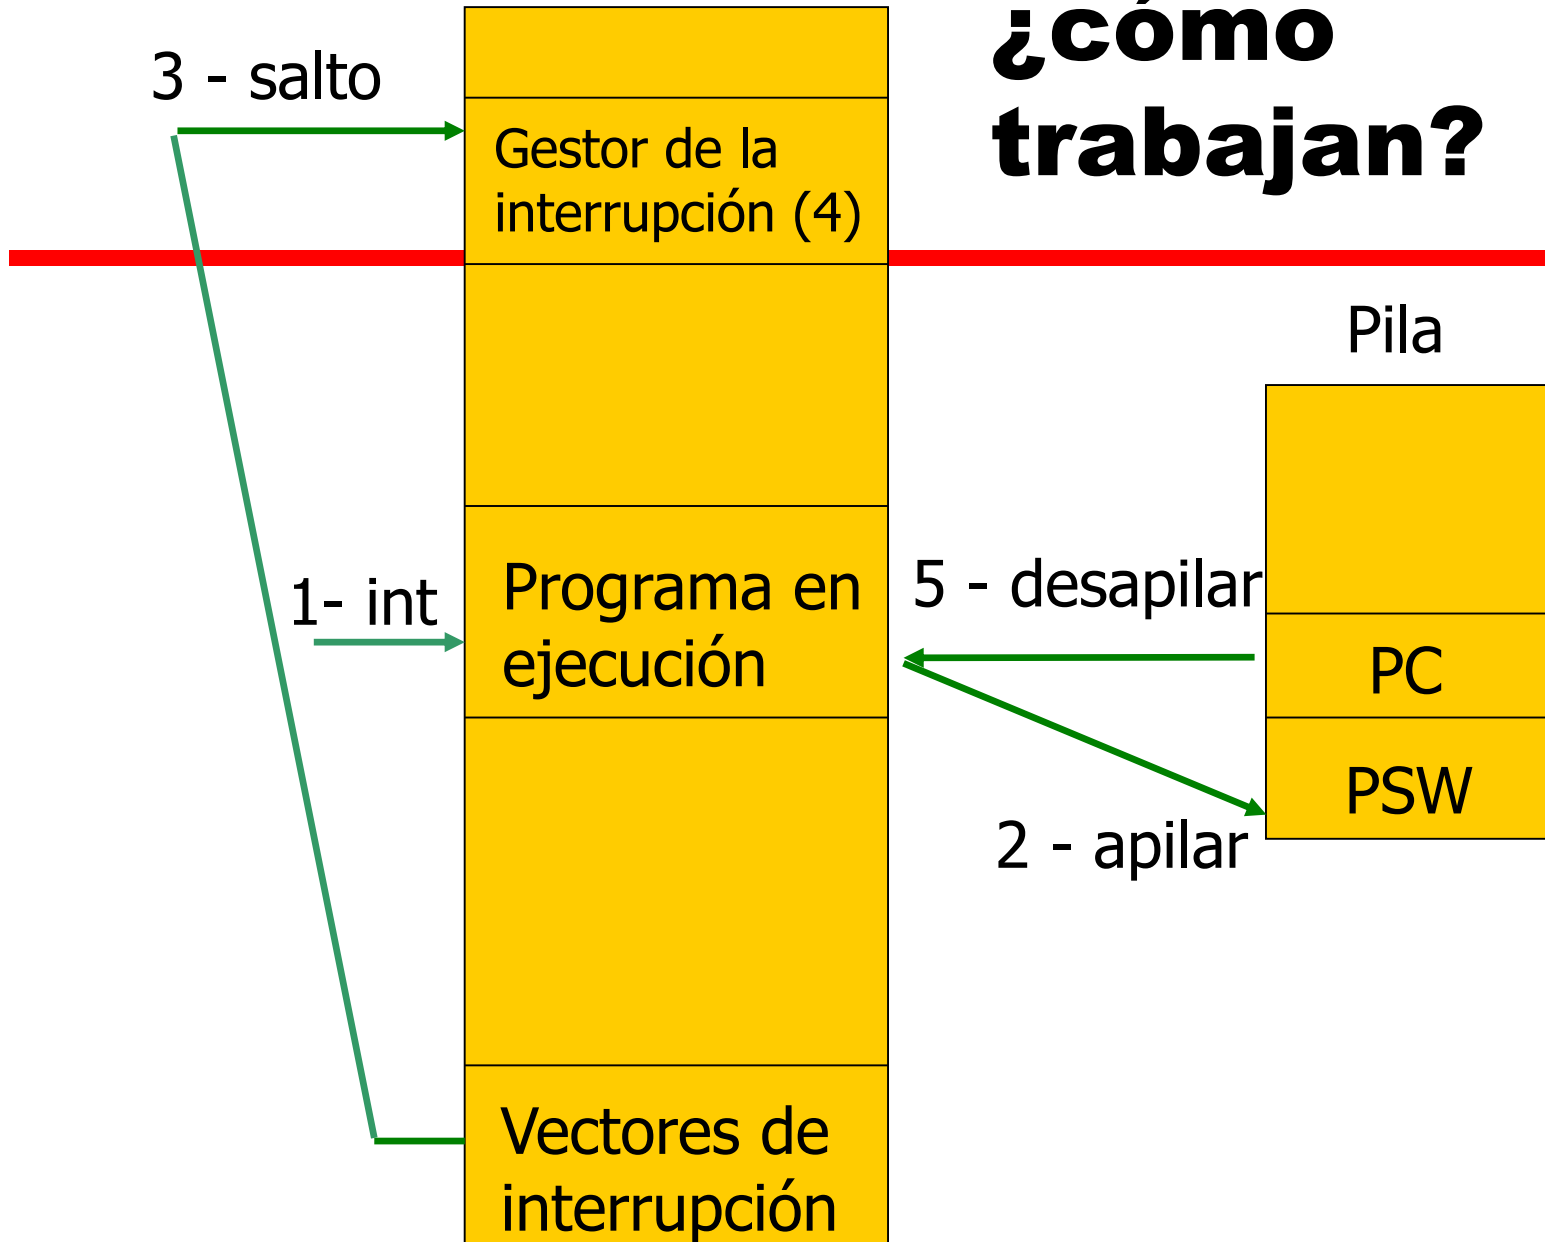 ¿cómo
trabajan?
3 - salto
Gestor de la
interrupción (4)
Pila
1- int
Programa en
ejecución
5 - desapilar
PC
PSW
2 - apilar
Vectores de
interrupción